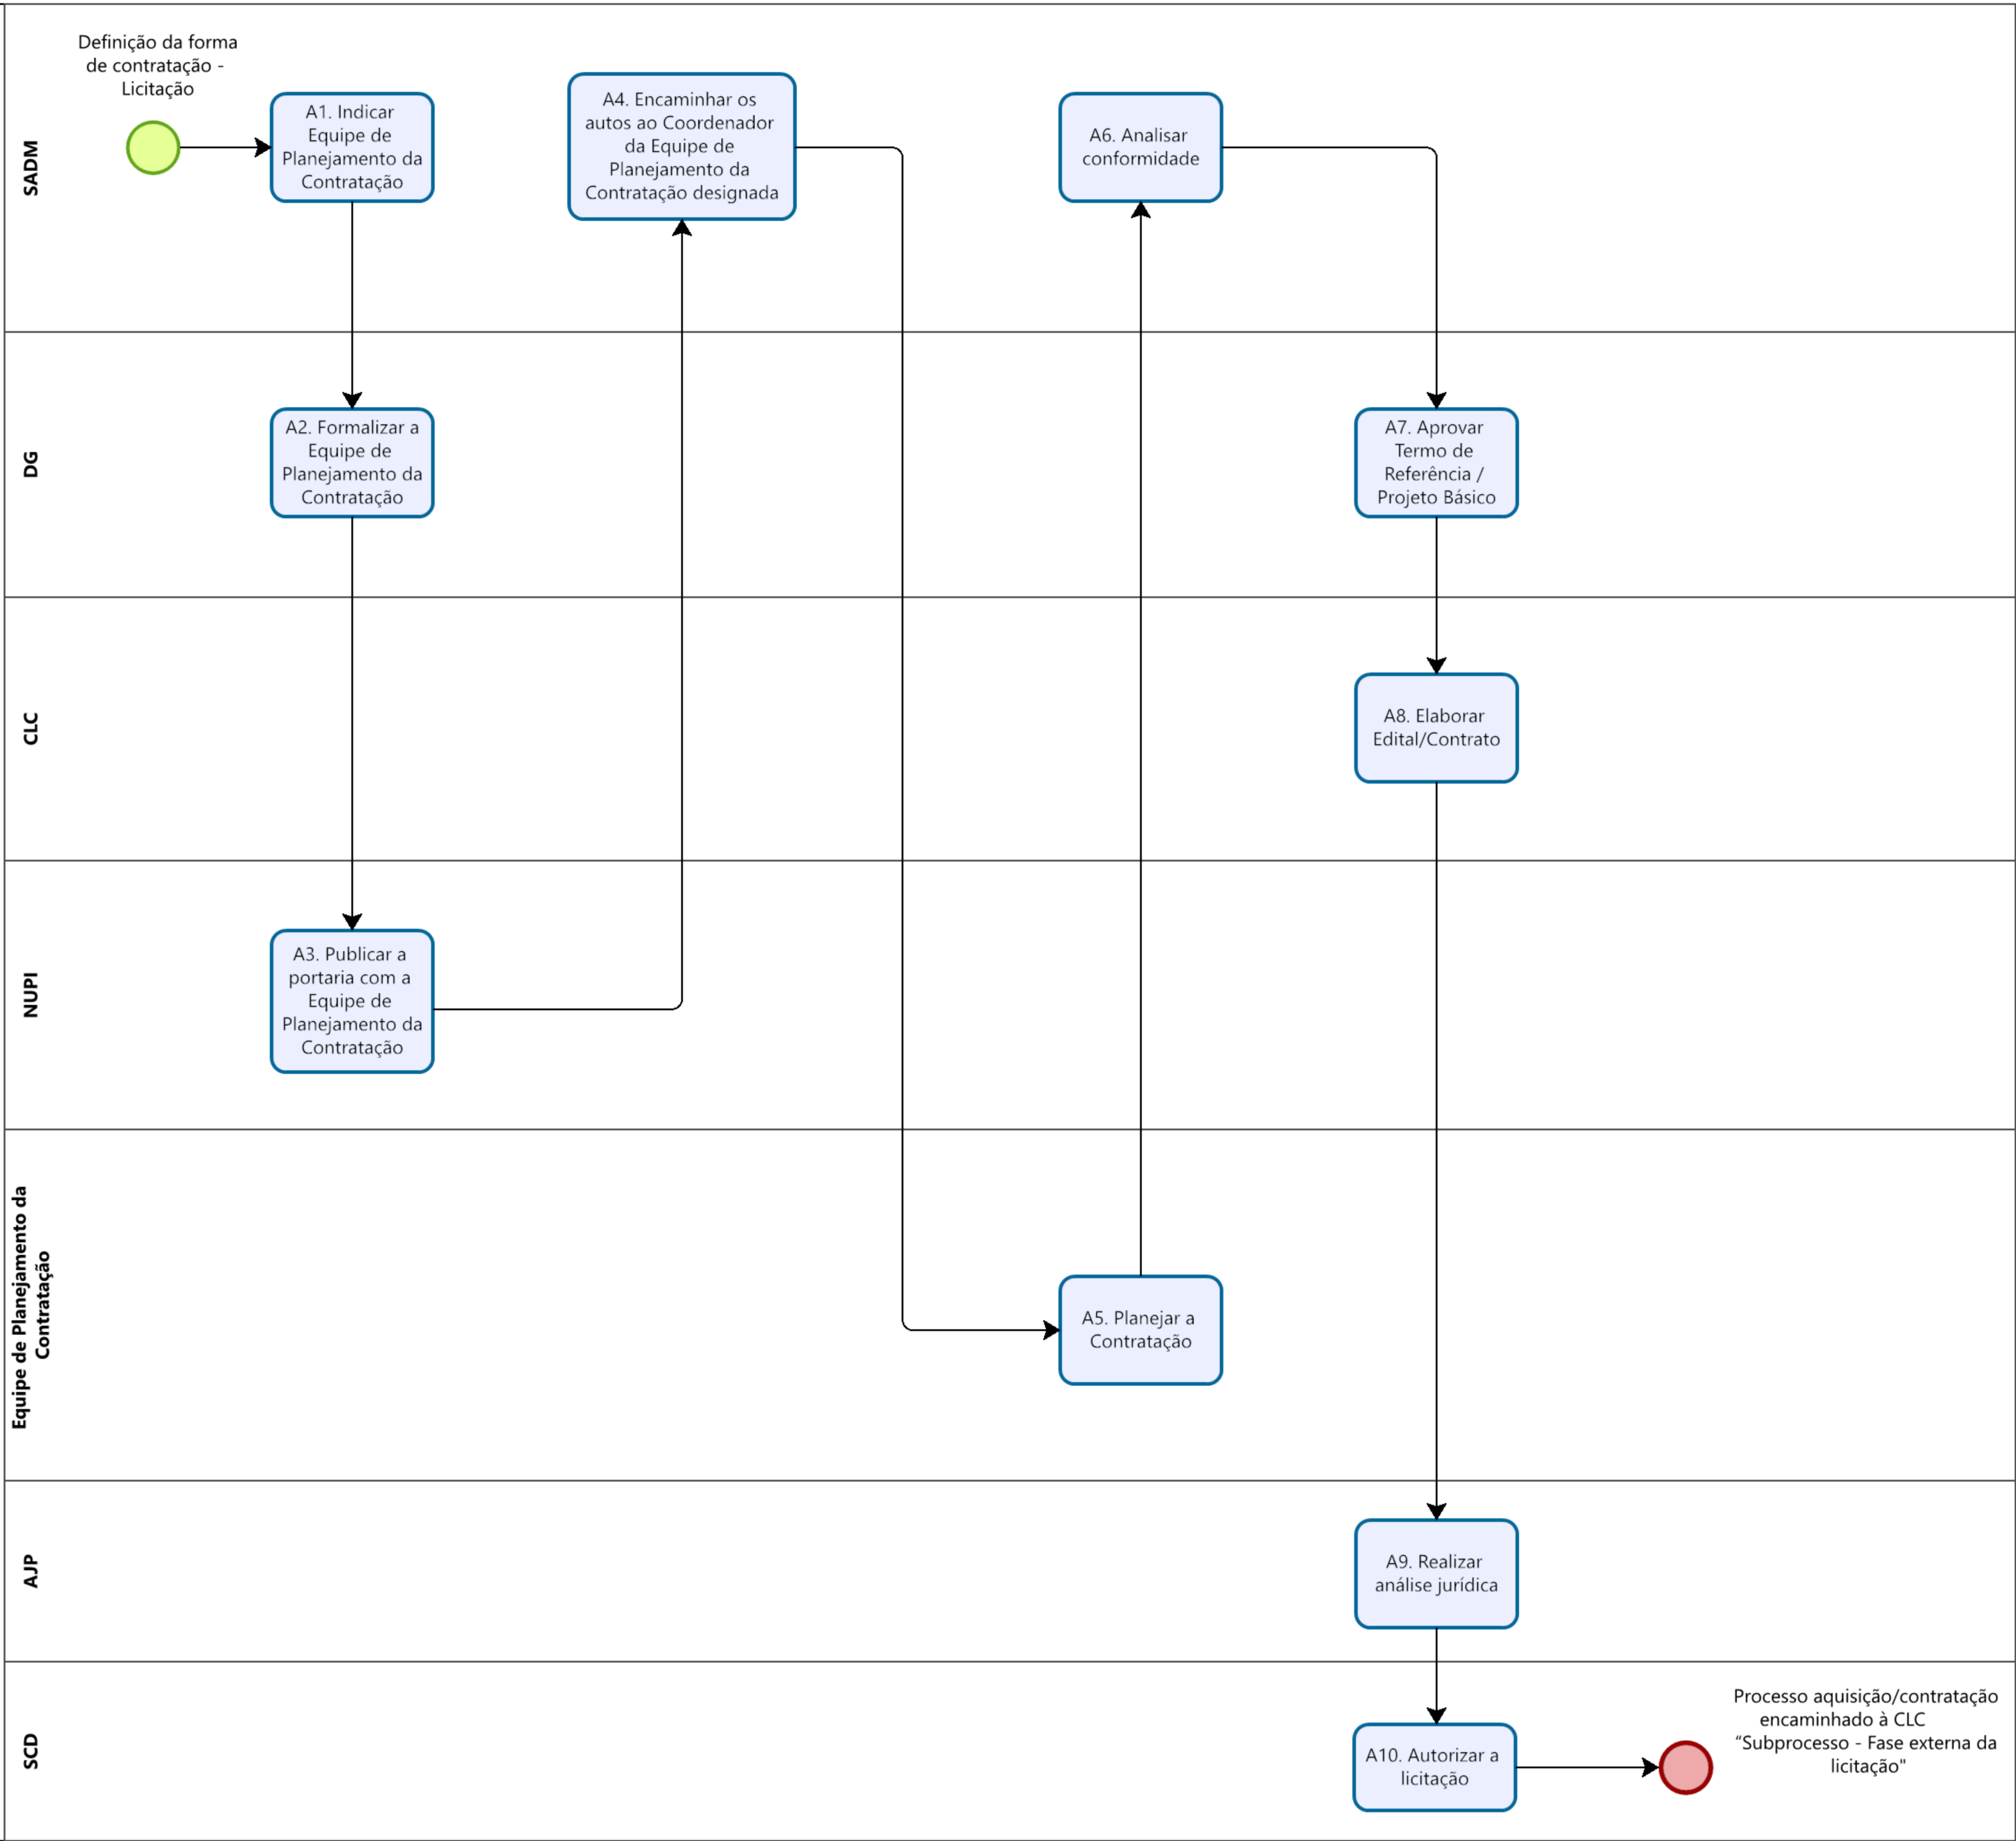 Definição da forma
de contratação -
Licitação
SADM
A1. Indicar
Equipe de
Planejamento da
Contratação
A4. Encaminhar os
autos ao Coordenador
da Equipe de
Planejamento da
Contratação designada
A6. Analisar
conformidade
DG
A2. Formalizar a
Equipe de
Planejamento da
Contratação
A7. Aprovar
Termo de
Referência /
Projeto Básico
CLC
A8. Elaborar
Edital/Contrato
NUPI
A3. Publicar a
portaria com a
Equipe de
Planejamento da
Contratação
Equipe de Planejamento da
Contratação
A5. Planejar a
Contratação
AJP
A9. Realizar
análise jurídica
SCD
A10. Autorizar a
licitação
Processo aquisição/contratação
encaminhado à CLC
“Subprocesso - Fase externa da
licitação"